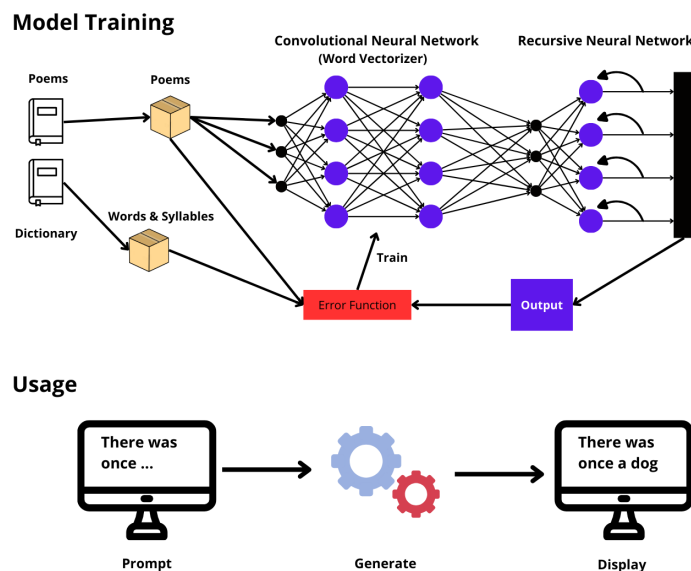 Model Training
Convolutional Neural Network
(Word Vectorizer)
Recursive Neural Network
Poems
Poems
Dictionary
Words & Syllables
Train
Error Function
Output
Usage
There was
once ...
There was
once a dog
Prompt
Generate
Display